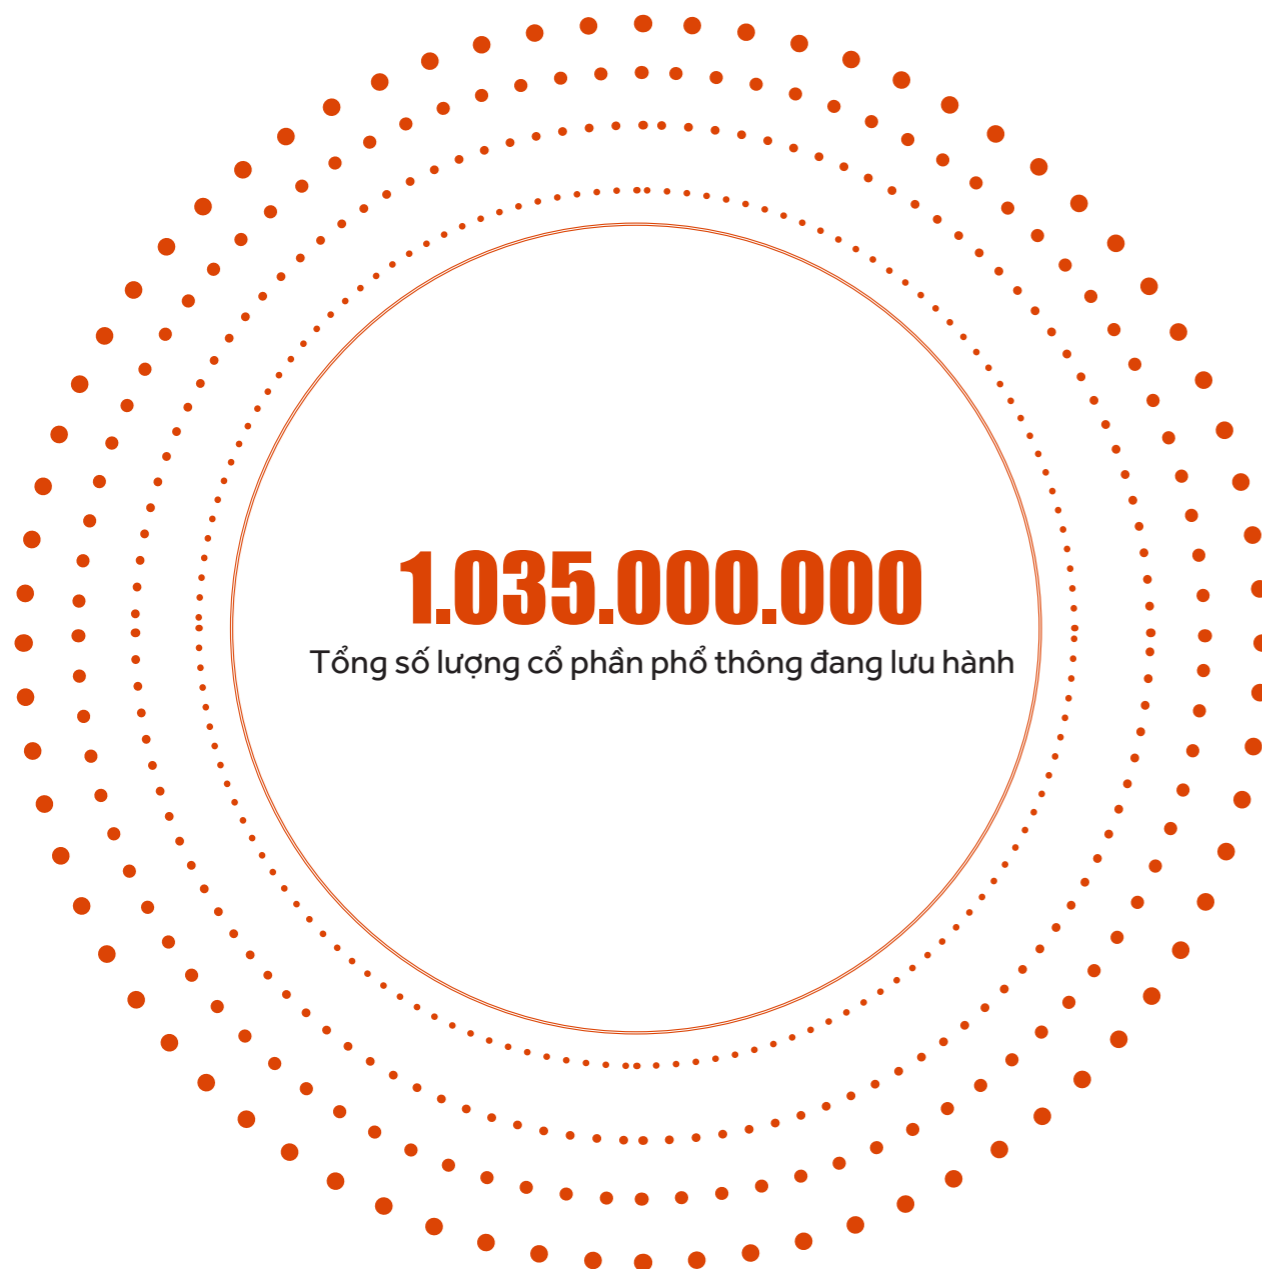 1.035.000.000
Tổng số lượng cổ phần phổ thông đang lưu hành